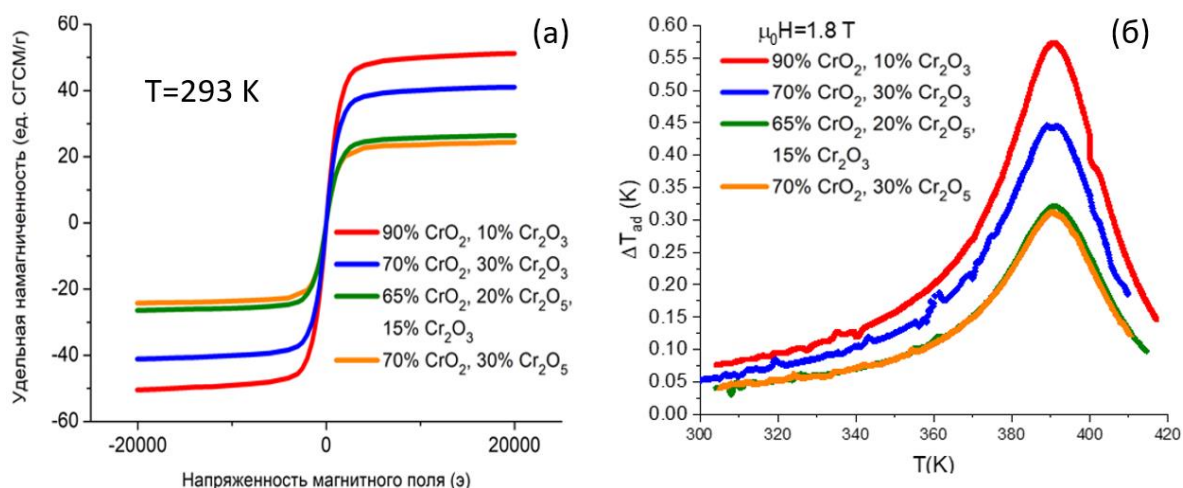 (а)
Удельная намагниченность (ед. СГСМ/г)
60
40
20
0
-20
-40
-60
T=293 K
90% CrO₂, 10% Cr₂O₃
70% CrO₂, 30% Cr₂O₃
65% CrO₂, 20% Cr₂O₅,
15% Cr₂O₃
70% CrO₂, 30% Cr₂O₅
-20000
0
20000
Напряженность магнитного поля (э)
(б)
ΔTad (K)
0.60
0.55
0.50
0.45
0.40
0.35
0.30
0.25
0.20
0.15
0.10
0.05
0.00
μ₀H=1.8 T
90% CrO₂, 10% Cr₂O₃
70% CrO₂, 30% Cr₂O₃
65% CrO₂, 20% Cr₂O₅,
15% Cr₂O₃
70% CrO₂, 30% Cr₂O₅
300
320
340
360
380
400
420
T(K)